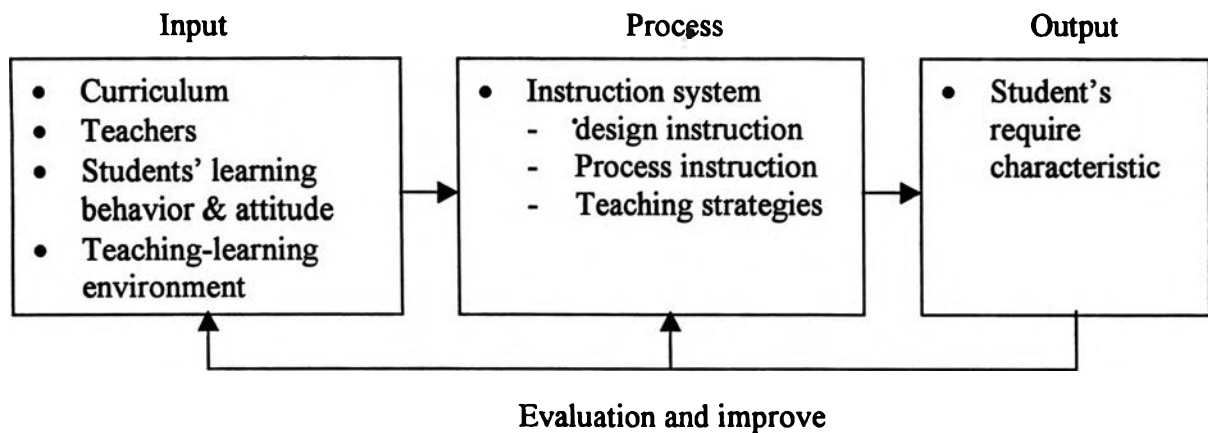 Input
• Curriculum
• Teachers
• Students' learning
behavior & attitude
• Teaching-learning
environment
Process
• Instruction system
- design instruction
- Process instruction
- Teaching strategies
Output
• Student's
require
characteristic
Evaluation and improve